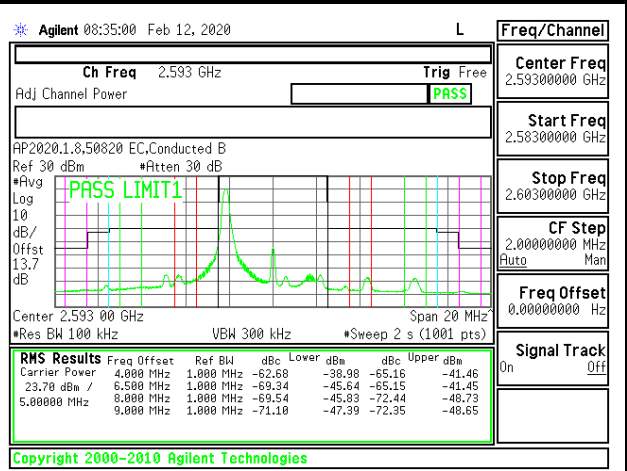 Agilent 08:35:00 Feb 12, 2020 L
Ch Freq 2.593 GHz Trig Free
Adj Channel Power PASS
AP2020.1.8,50820 EC,Conducted B
Ref 30 dBm #Atten 30 dB
#Avg
Log
10
dB/
Offst
13.7
dB
PASS LIMIT1
Center 2.593 00 GHz Span 20 MHz^
#Res BW 100 kHz VBW 300 kHz #Sweep 2 s (1001 pts)
RMS Results Freq Offset Ref BW dBc Lower dBm dBc Upper dBm
Carrier Power 4.000 MHz 1.000 MHz -62.68 -38.98 -65.16 -41.46
23.70 dBm / 6.500 MHz 1.000 MHz -69.34 -45.64 -65.15 -41.45
5.00000 MHz 8.000 MHz 1.000 MHz -69.54 -45.83 -72.44 -48.73
9.000 MHz 1.000 MHz -71.10 -47.39 -72.35 -48.65
Copyright 2000-2010 Agilent Technologies
Freq/Channel
Center Freq
2.59300000 GHz
Start Freq
2.58300000 GHz
Stop Freq
2.60300000 GHz
CF Step
2.00000000 MHz
Auto Man
Freq Offset
0.00000000 Hz
Signal Track
On Off